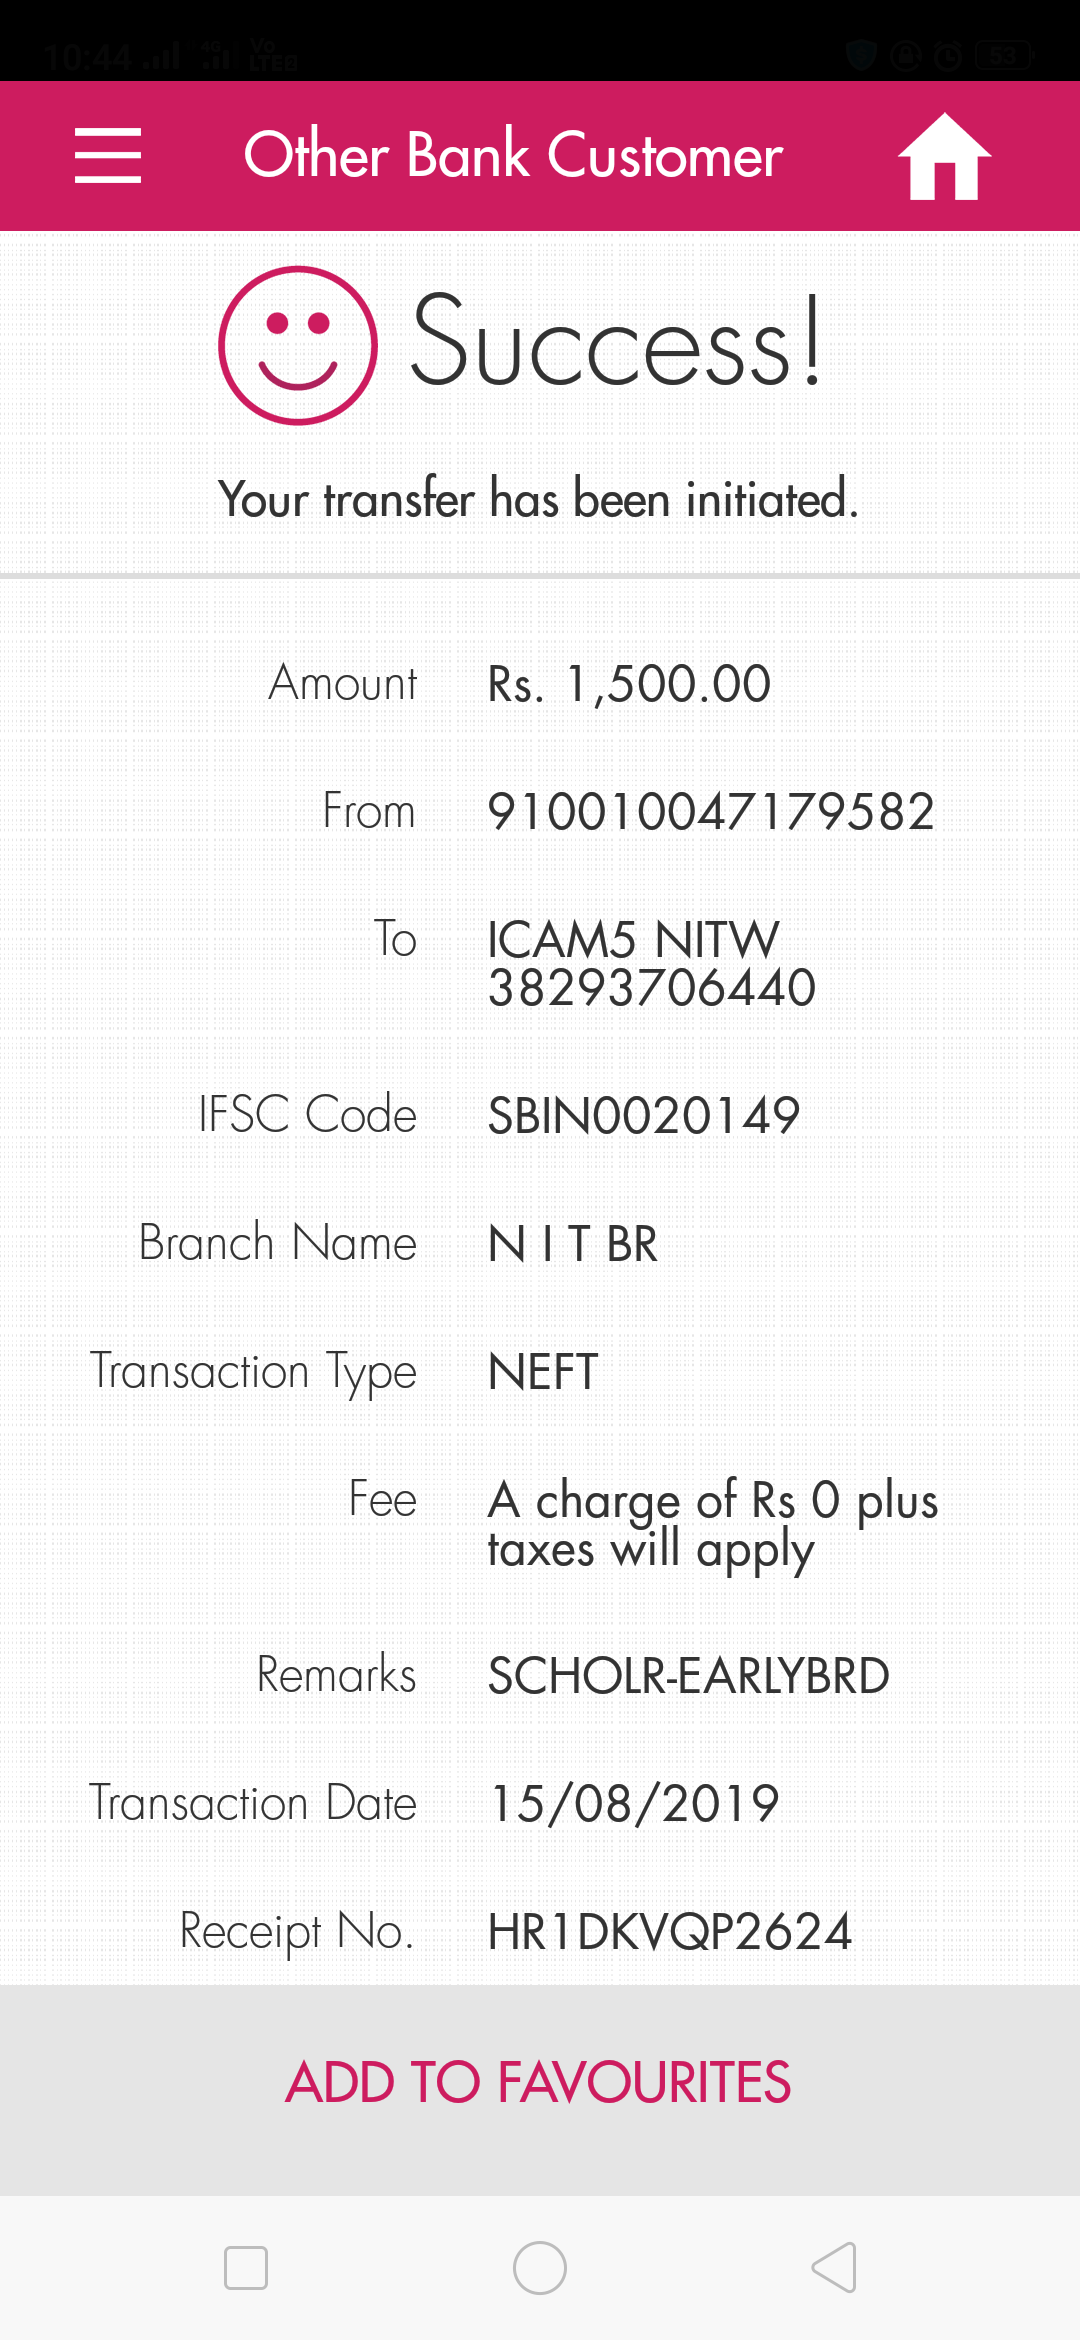 10:44 4G Vo LTE2 53
Other Bank Customer
Success!
Your transfer has been initiated.
Amount Rs. 1,500.00
From 910010047179582
To ICAM5 NITW
38293706440
IFSC Code SBIN0020149
Branch Name N I T BR
Transaction Type NEFT
Fee A charge of Rs 0 plus
taxes will apply
Remarks SCHOLR-EARLYBRD
Transaction Date 15/08/2019
Receipt No. HR1DKVQP2624
ADD TO FAVOURITES